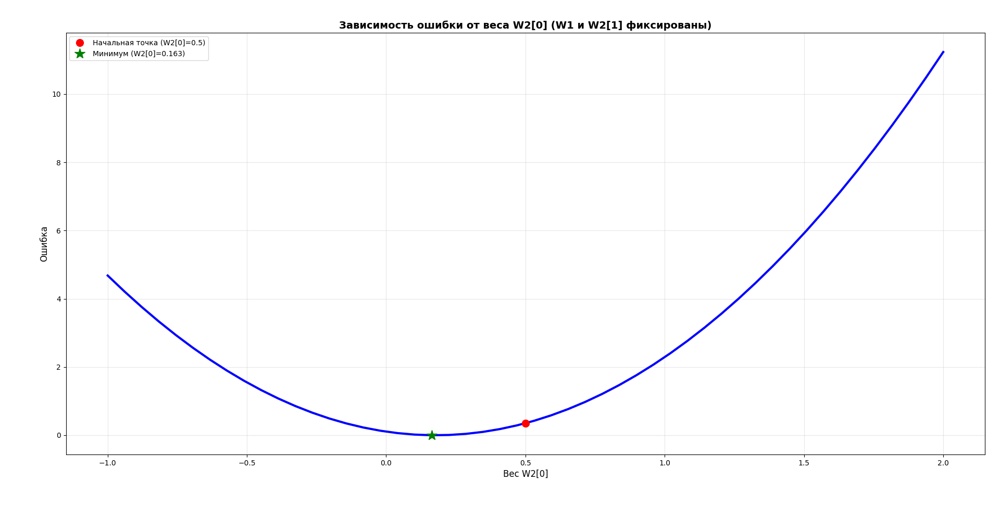 Зависимость ошибки от веса W2[0] (W1 и W2[1] фиксированы)
Начальная точка (W2[0]=0.5)
Минимум (W2[0]=0.163)
10
8
6
4
2
0
Ошибка
−1.0 −0.5 0.0 0.5 1.0 1.5 2.0
Вес W2[0]